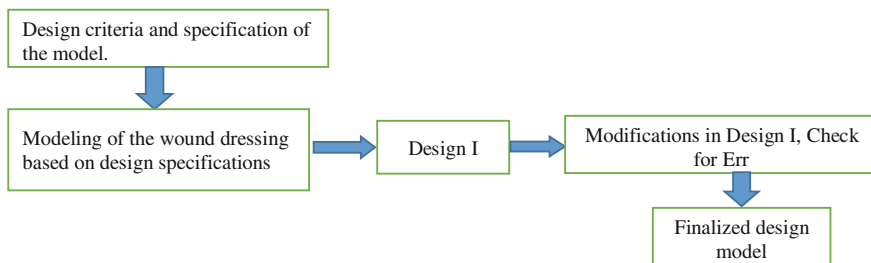 Design criteria and specification of
the model.
Modeling of the wound dressing
based on design specifications
Design I
Modifications in Design I, Check
for Err
Finalized design
model